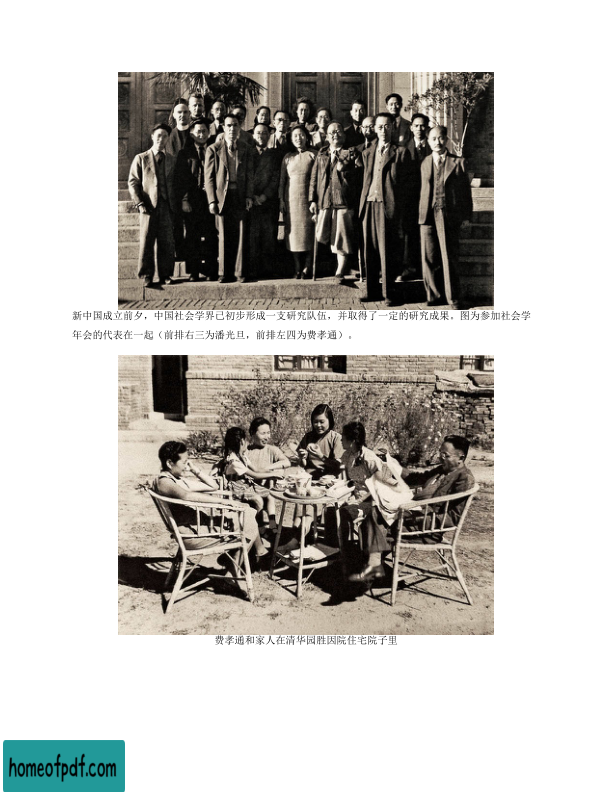 新中国成立前夕，中国社会学界已初步形成一支研究队伍，并取得了一定的研究成果。图为参加社会学
年会的代表在一起（前排右三为潘光旦，前排左四为费孝通）。
费孝通和家人在清华园胜因院住宅院子里
homeofpdf.com